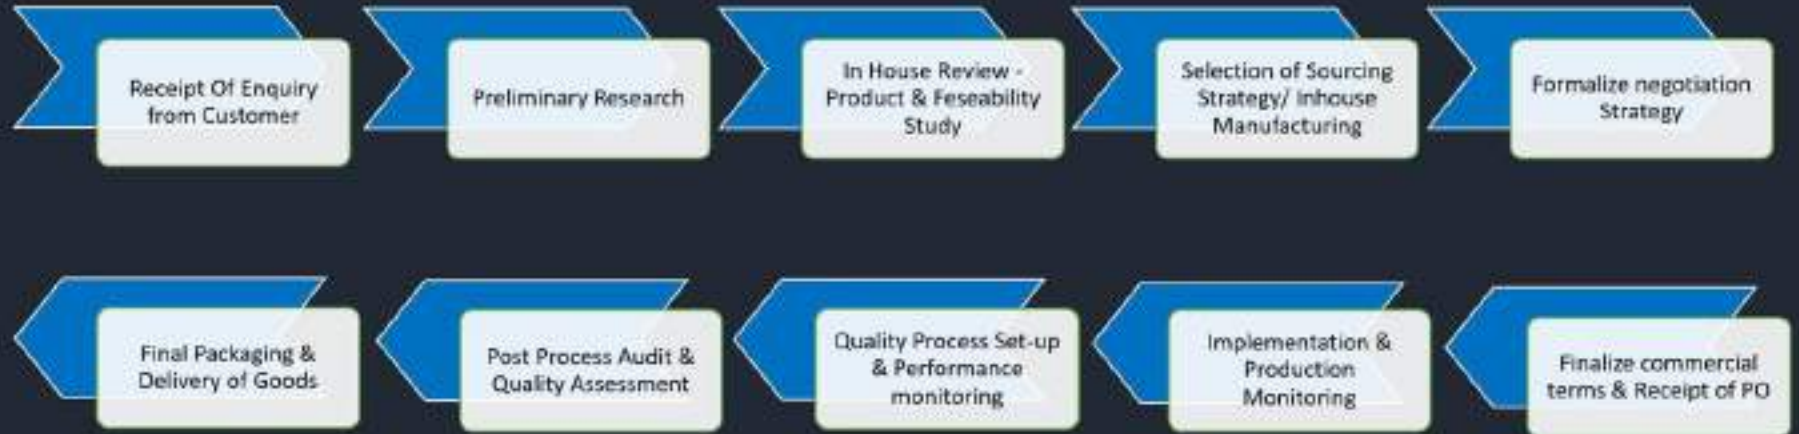 Receipt Of Enquiry
from Customer
Preliminary Research
In House Review -
Product & Feseability
Study
Selection of Sourcing
Strategy/ Inhouse
Manufacturing
Formalize negotiation
Strategy
Finalize commercial
terms & Receipt of PO
Implementation &
Production
Monitoring
Quality Process Set-up
& Performance
monitoring
Post Process Audit &
Quality Assessment
Final Packaging &
Delivery of Goods